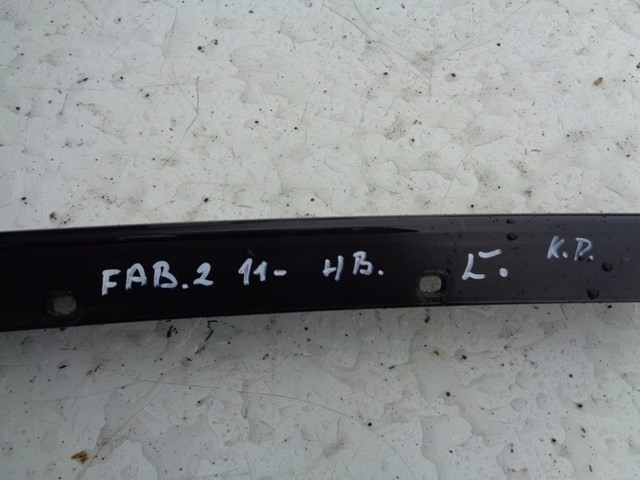 FAB.2 11- HB. L. K.D.